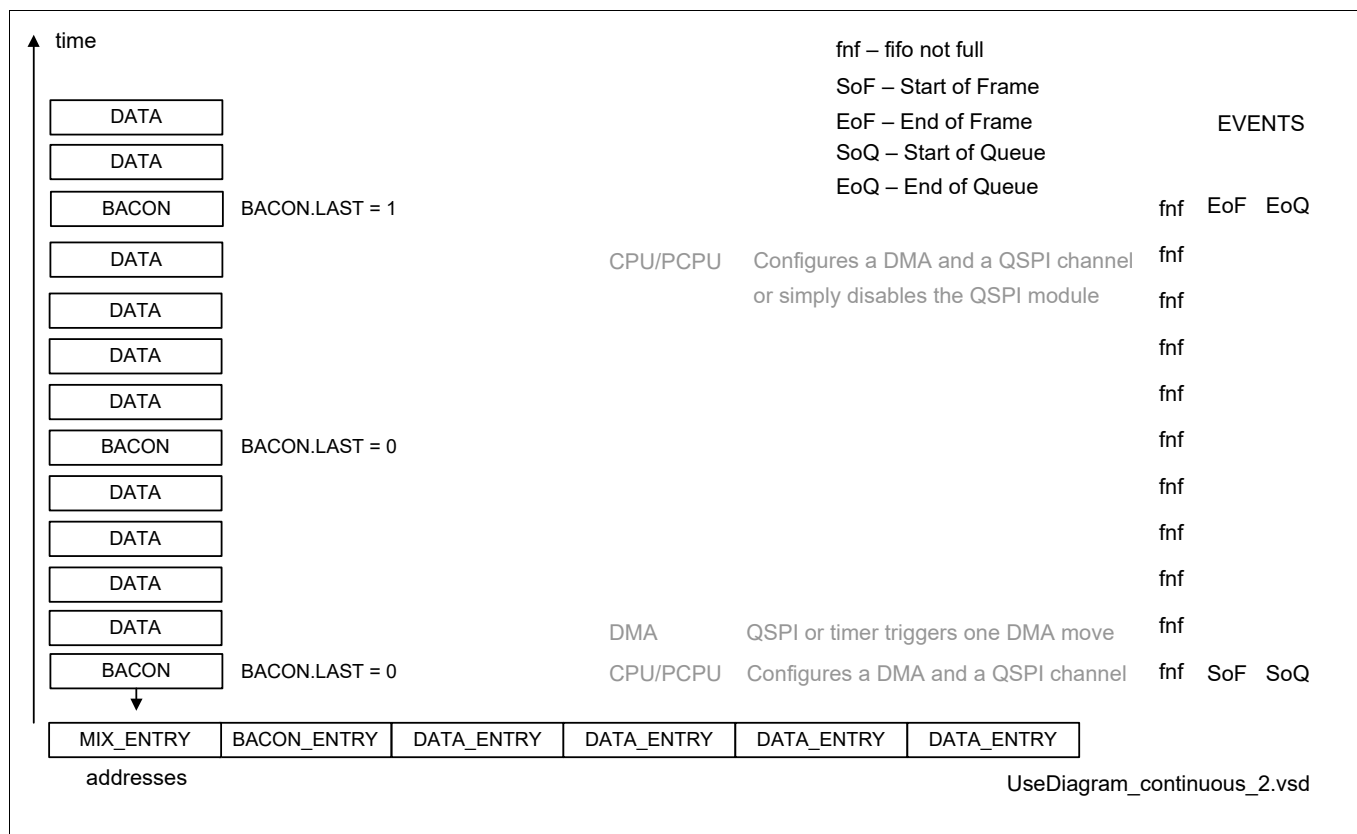 time
fnf – fifo not full
SoF – Start of Frame
DATA EoF – End of Frame EVENTS
DATA SoQ – Start of Queue
EoQ – End of Queue
BACON BACON.LAST = 1 fnf EoF EoQ
DATA CPU/PCPU Configures a DMA and a QSPI channel fnf
or simply disables the QSPI module
DATA fnf
DATA fnf
DATA fnf
BACON BACON.LAST = 0 fnf
DATA fnf
DATA fnf
DATA fnf
DATA DMA QSPI or timer triggers one DMA move fnf
BACON BACON.LAST = 0 CPU/PCPU Configures a DMA and a QSPI channel fnf SoF SoQ
MIX_ENTRY BACON_ENTRY DATA_ENTRY DATA_ENTRY DATA_ENTRY DATA_ENTRY
addresses
UseDiagram_continuous_2.vsd